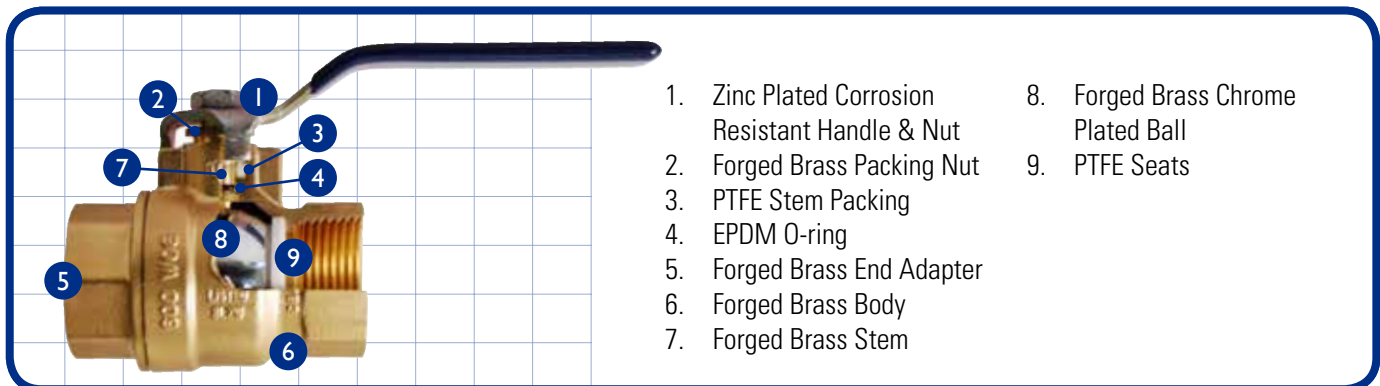 1
2
3
7
4
8
9
5
6
600 WOG
1. Zinc Plated Corrosion
Resistant Handle & Nut
2. Forged Brass Packing Nut
3. PTFE Stem Packing
4. EPDM O-ring
5. Forged Brass End Adapter
6. Forged Brass Body
7. Forged Brass Stem
8. Forged Brass Chrome
Plated Ball
9. PTFE Seats